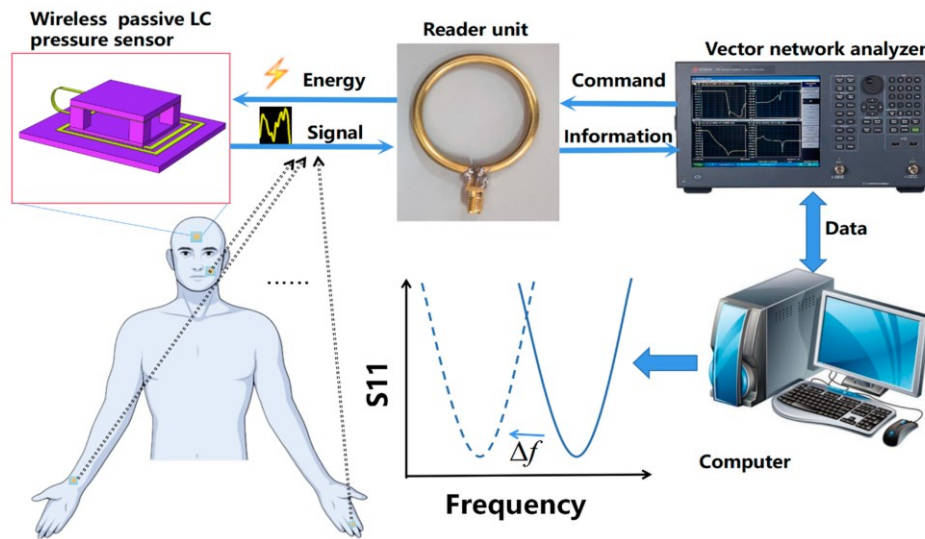 Wireless passive LC
pressure sensor
Reader unit
Vector network analyzer
Energy
Command
Signal
Information
Data
......
S11
Δf
Computer
Frequency